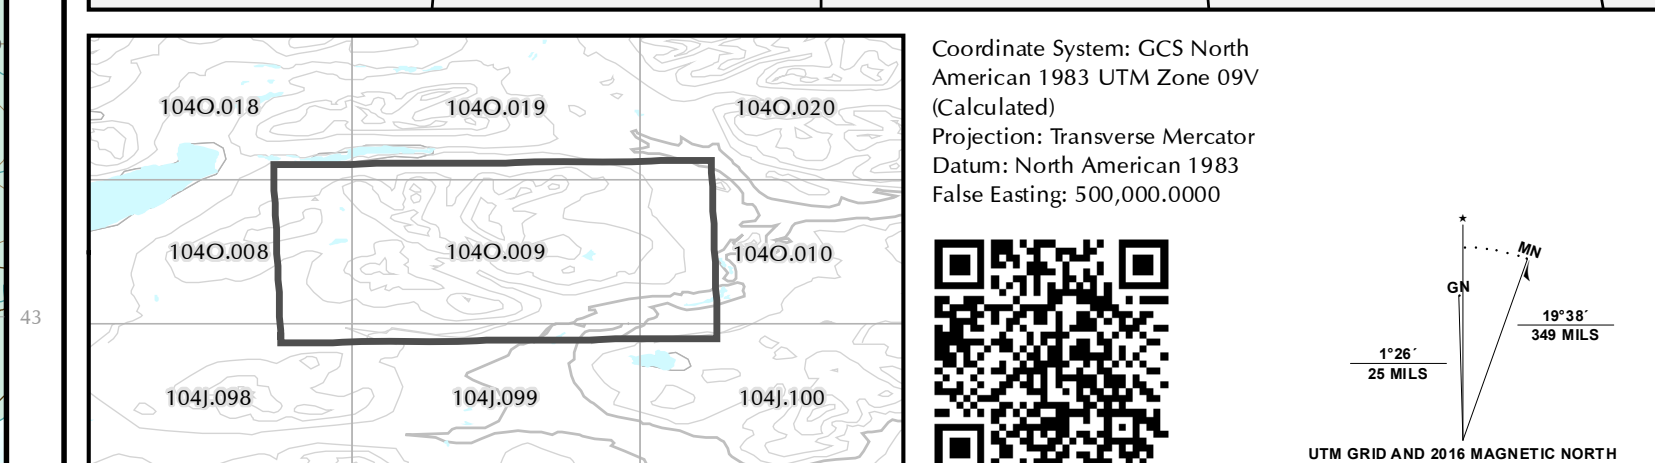 Coordinate System: GCS North
American 1983 UTM Zone 09V
(Calculated)
Projection: Transverse Mercator
Datum: North American 1983
False Easting: 500,000.0000
104O.018
104O.019
104O.020
104O.008
104O.009
104O.010
104J.098
104J.099
104J.100
43
MN
GN
19°38´
349 MILS
1°26´
25 MILS
UTM GRID AND 2016 MAGNETIC NORTH